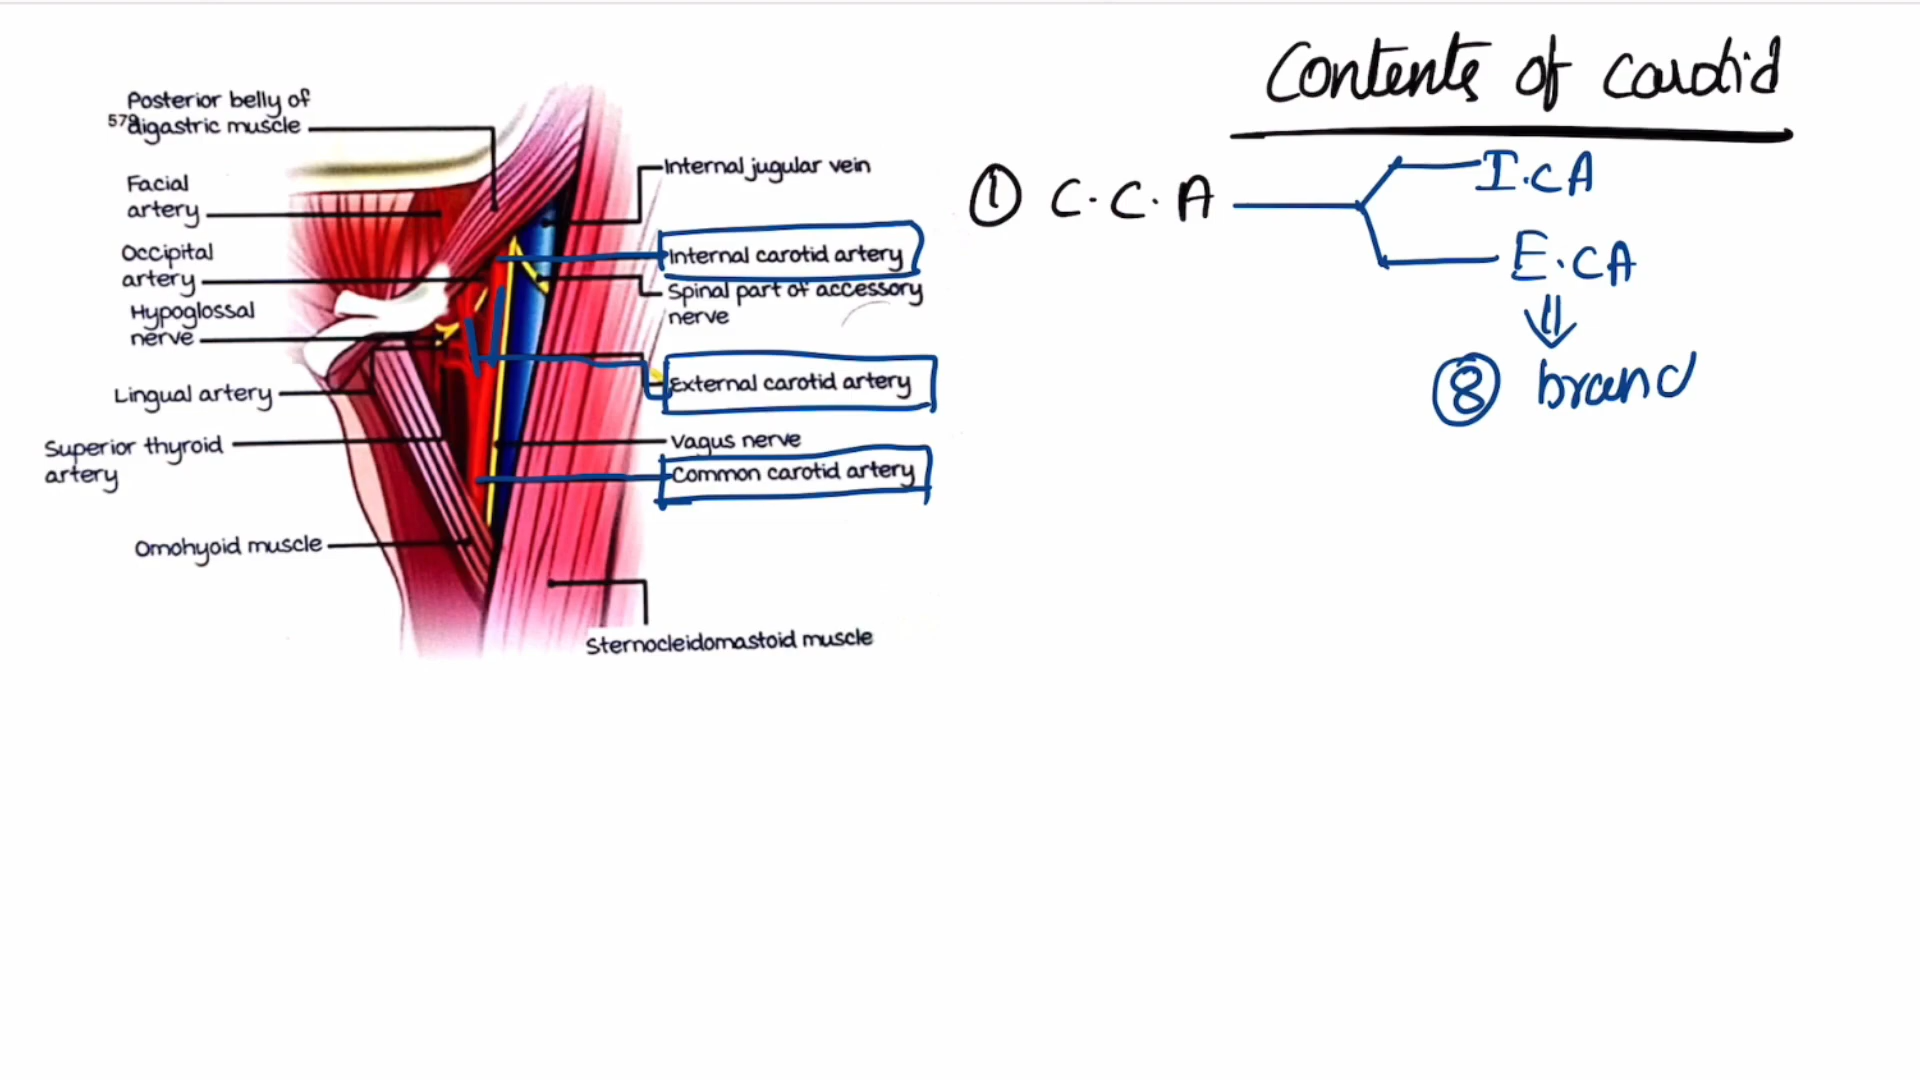 Posterior belly of
579
digastric muscle
Facial
artery
Occipital
artery
Hypoglossal
nerve
Lingual artery
Superior thyroid
artery
Omohyoid muscle
Internal jugular vein
Internal carotid artery
Spinal part of accessory
nerve
External carotid artery
Vagus nerve
Common carotid artery
Sternocleidomastoid muscle
Contents of carotid
① C.C.A
I.CA
E.CA
⑧ branc